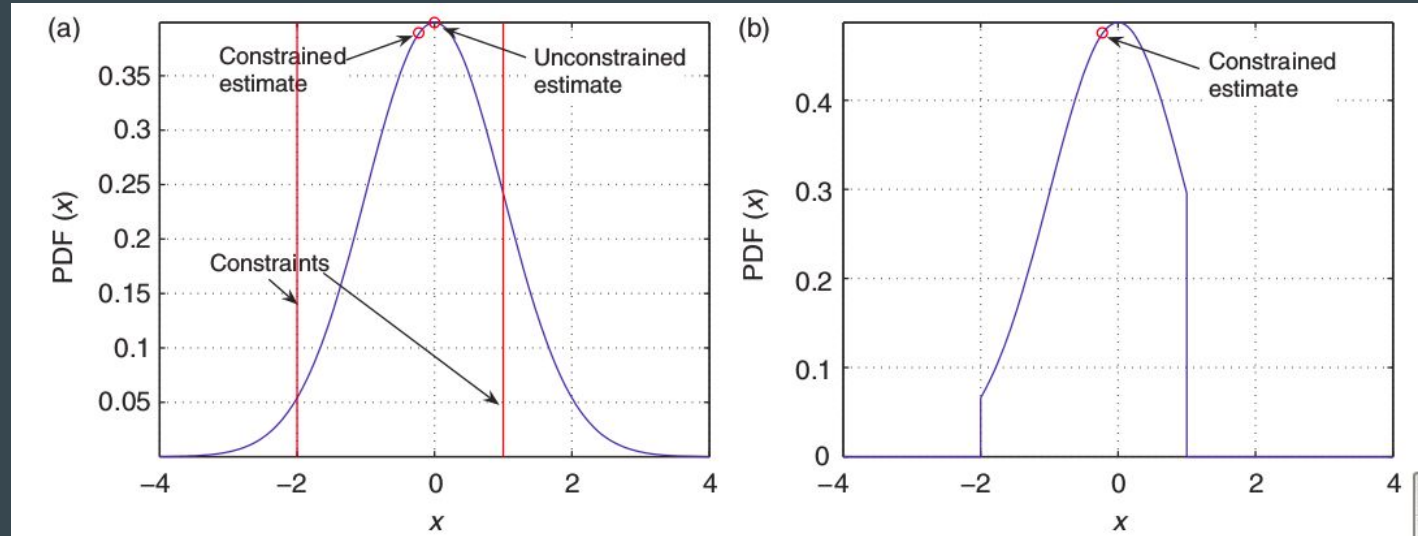 (a)
Constrained
estimate
Unconstrained
estimate
Constraints
PDF (x)
0.35
0.3
0.25
0.2
0.15
0.1
0.05
−4
−2
0
2
4
x
(b)
Constrained
estimate
PDF (x)
0.4
0.3
0.2
0.1
0
−4
−2
0
2
4
x